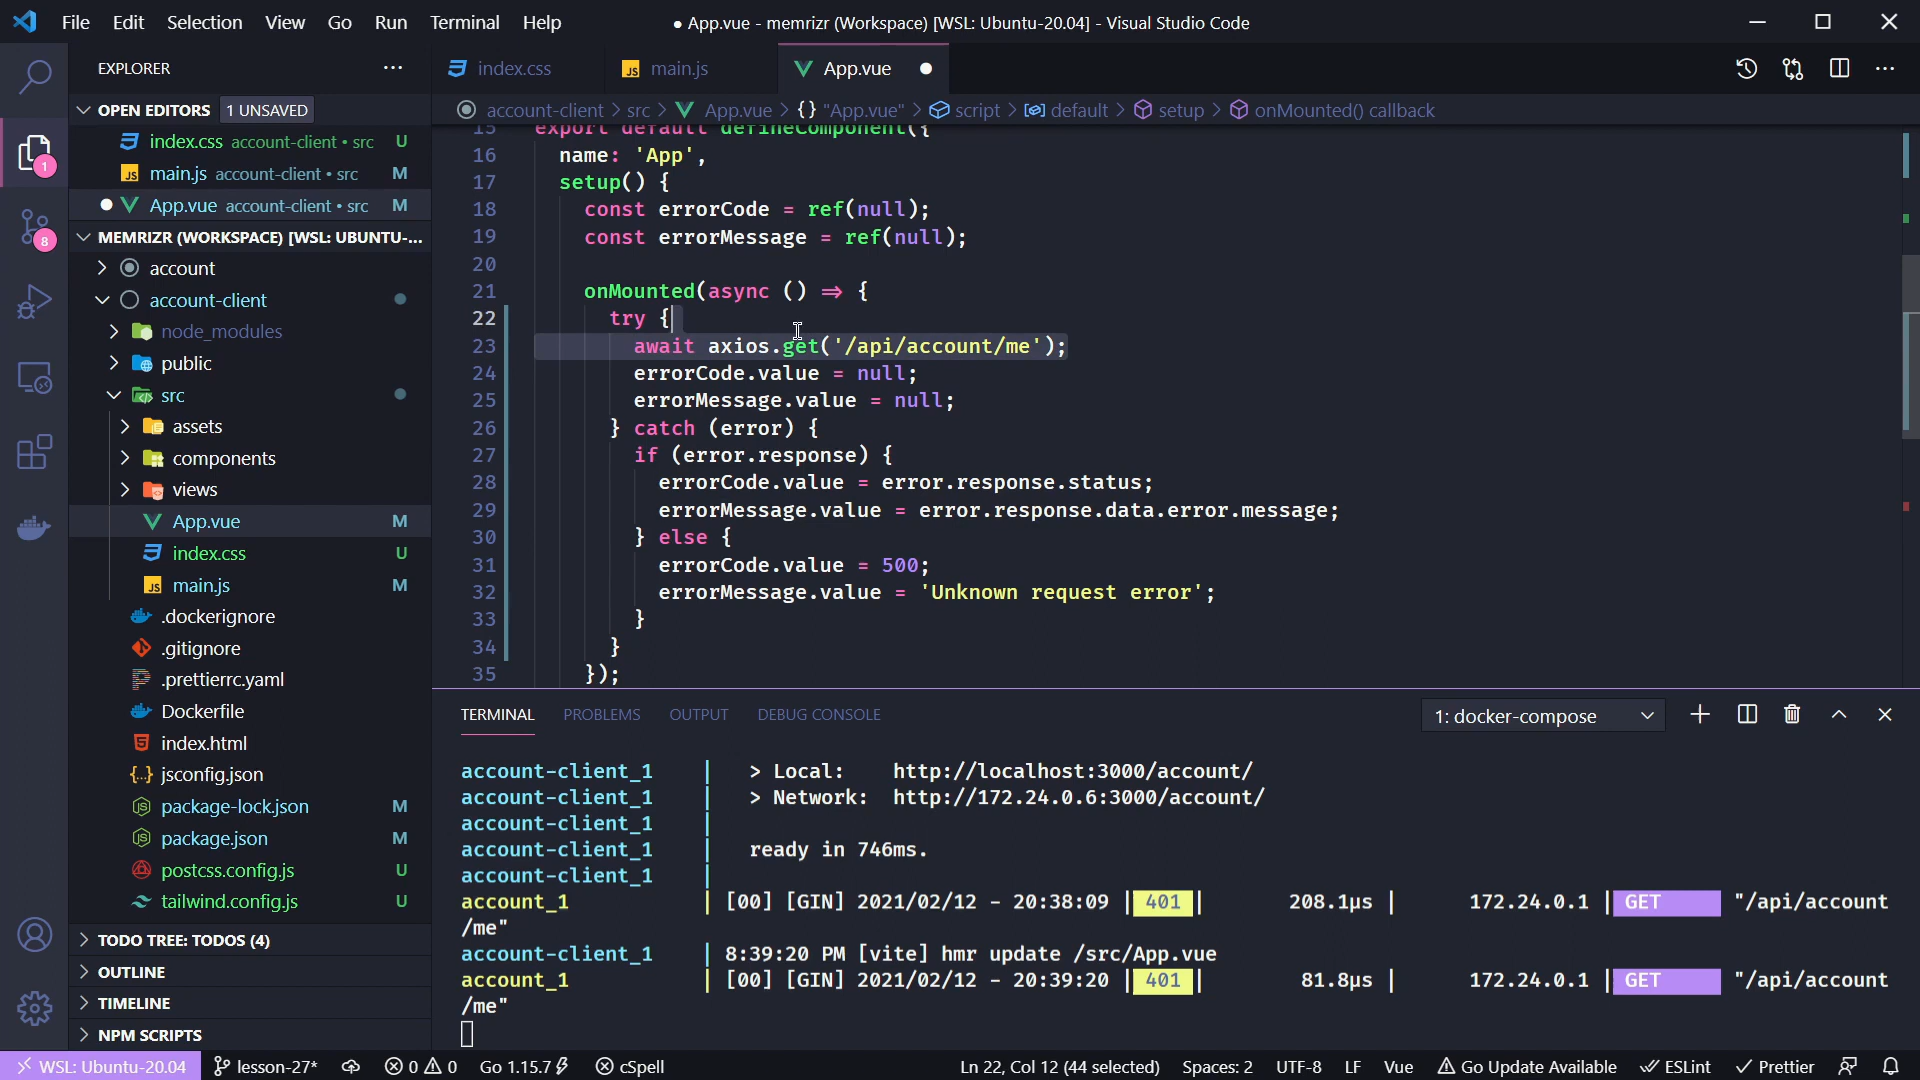 File Edit Selection View Go Run Terminal Help
● App.vue - memrizr (Workspace) [WSL: Ubuntu-20.04] - Visual Studio Code
EXPLORER
index.css
main.js
App.vue
OPEN EDITORS 1 UNSAVED
index.css account-client • src U
main.js account-client • src M
App.vue account-client • src M
MEMRIZR (WORKSPACE) [WSL: UBUNTU-...
account
account-client
node_modules
public
src
assets
components
views
App.vue M
index.css U
main.js M
.dockerignore
.gitignore
.prettierrc.yaml
Dockerfile
index.html
jsconfig.json
package-lock.json M
package.json M
postcss.config.js U
tailwind.config.js U
TODO TREE: TODOS (4)
OUTLINE
TIMELINE
NPM SCRIPTS
1
8
account-client > src > App.vue > {} "App.vue" > script > default > setup > onMounted() callback
15 export default defineComponent({
16 name: 'App',
17 setup() {
18 const errorCode = ref(null);
19 const errorMessage = ref(null);
20
21 onMounted(async () => {
22 try {
23 await axios.get('/api/account/me');
24 errorCode.value = null;
25 errorMessage.value = null;
26 } catch (error) {
27 if (error.response) {
28 errorCode.value = error.response.status;
29 errorMessage.value = error.response.data.error.message;
30 } else {
31 errorCode.value = 500;
32 errorMessage.value = 'Unknown request error';
33 }
34 }
35 });
TERMINAL PROBLEMS OUTPUT DEBUG CONSOLE
1: docker-compose
account-client_1 | > Local: http://localhost:3000/account/
account-client_1 | > Network: http://172.24.0.6:3000/account/
account-client_1 |
account-client_1 | ready in 746ms.
account-client_1 |
account_1 | [00] [GIN] 2021/02/12 - 20:38:09 | 401 | 208.1µs | 172.24.0.1 | GET "/api/account
/me"
account-client_1 | 8:39:20 PM [vite] hmr update /src/App.vue
account_1 | [00] [GIN] 2021/02/12 - 20:39:20 | 401 | 81.8µs | 172.24.0.1 | GET "/api/account
/me"
WSL: Ubuntu-20.04 lesson-27* 0 0 Go 1.15.7 cSpell Ln 22, Col 12 (44 selected) Spaces: 2 UTF-8 LF Vue Go Update Available ESLint Prettier